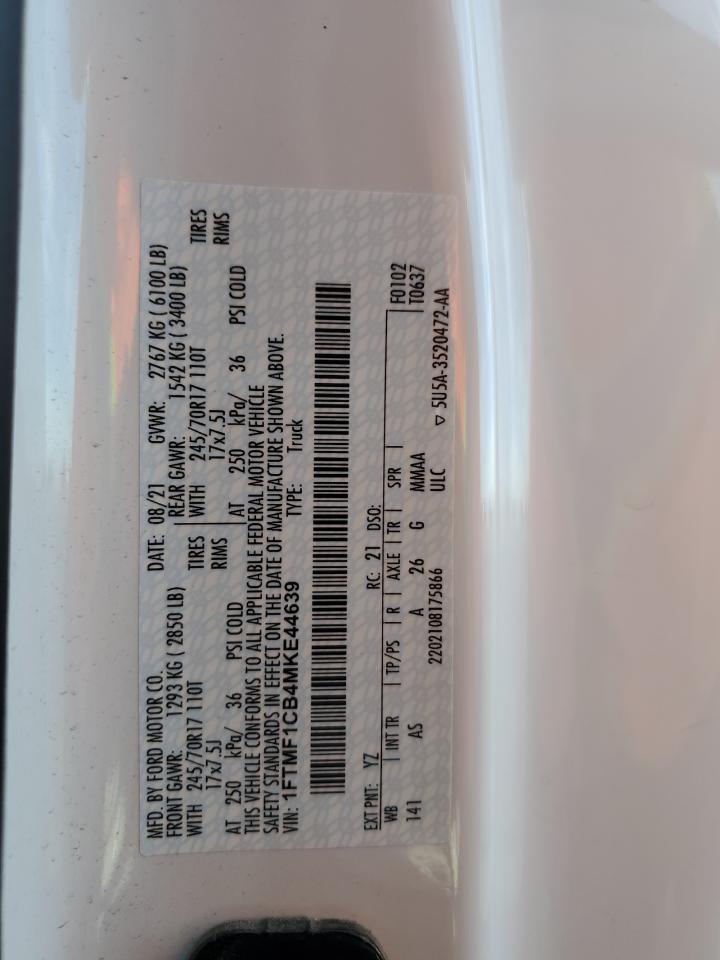 MFD. BY FORD MOTOR CO. DATE: 08/21 GVWR: 2767 KG ( 6100 LB)
FRONT GAWR: 1293 KG ( 2850 LB) REAR GAWR: 1542 KG ( 3400 LB)
WITH 245/70R17 110T TIRES WITH 245/70R17 110T TIRES
17x7.5J RIMS 17x7.5J RIMS
AT 250 kPa/ 36 PSI COLD AT 250 kPa/ 36 PSI COLD
THIS VEHICLE CONFORMS TO ALL APPLICABLE FEDERAL MOTOR VEHICLE
SAFETY STANDARDS IN EFFECT ON THE DATE OF MANUFACTURE SHOWN ABOVE.
VIN: 1FTMF1CB4MKE44639 TYPE: Truck
EXT PNT: YZ RC: 21 DSO:
WB INT TR TP/PS R AXLE TR SPR F0102
141 AS A 26 G MMAA T0637
2202108175866 ULC ▽ 5U5A-3520472-AA